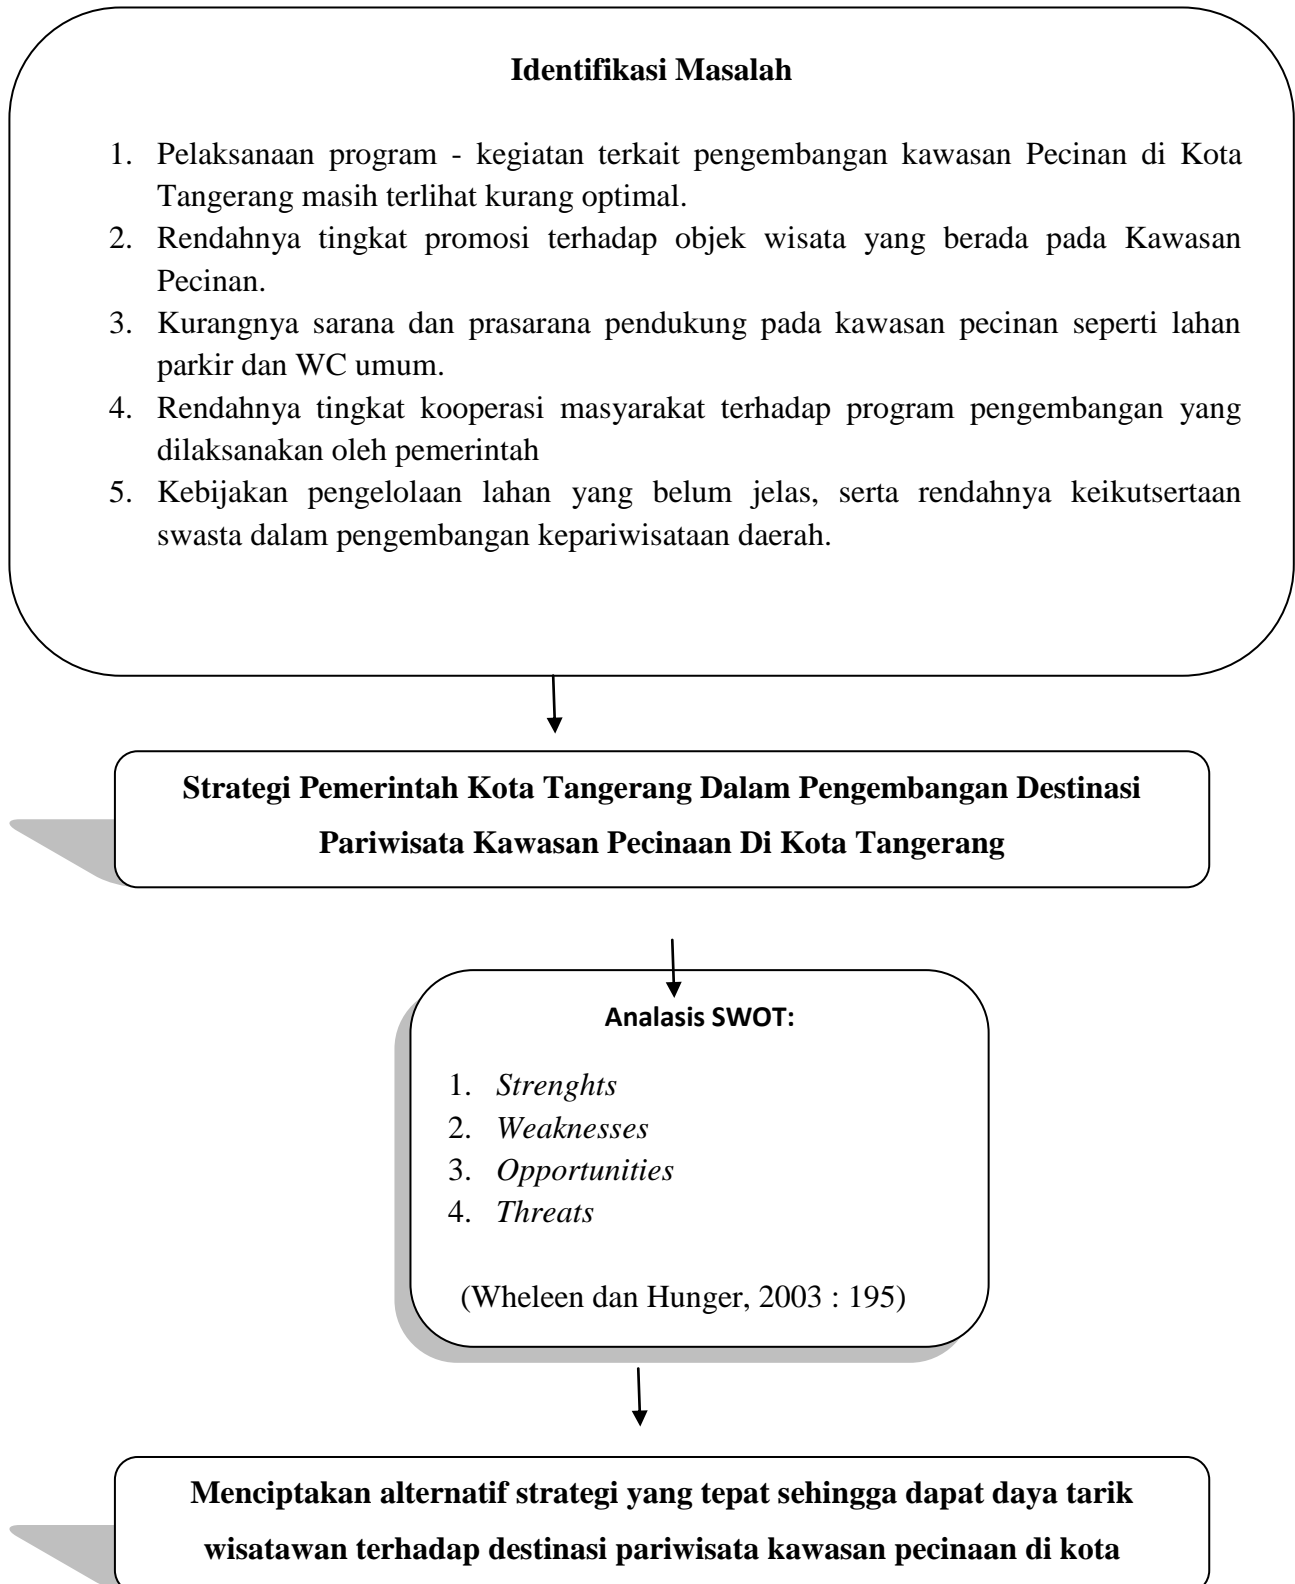 Identifikasi Masalah
1. Pelaksanaan program - kegiatan terkait pengembangan kawasan Pecinan di Kota
Tangerang masih terlihat kurang optimal.
2. Rendahnya tingkat promosi terhadap objek wisata yang berada pada Kawasan
Pecinan.
3. Kurangnya sarana dan prasarana pendukung pada kawasan pecinan seperti lahan
parkir dan WC umum.
4. Rendahnya tingkat kooperasi masyarakat terhadap program pengembangan yang
dilaksanakan oleh pemerintah
5. Kebijakan pengelolaan lahan yang belum jelas, serta rendahnya keikutsertaan
swasta dalam pengembangan kepariwisataan daerah.
Strategi Pemerintah Kota Tangerang Dalam Pengembangan Destinasi
Pariwisata Kawasan Pecinaan Di Kota Tangerang
Analasis SWOT:
1. Strenghts
2. Weaknesses
3. Opportunities
4. Threats
(Wheleen dan Hunger, 2003 : 195)
Menciptakan alternatif strategi yang tepat sehingga dapat daya tarik
wisatawan terhadap destinasi pariwisata kawasan pecinaan di kota